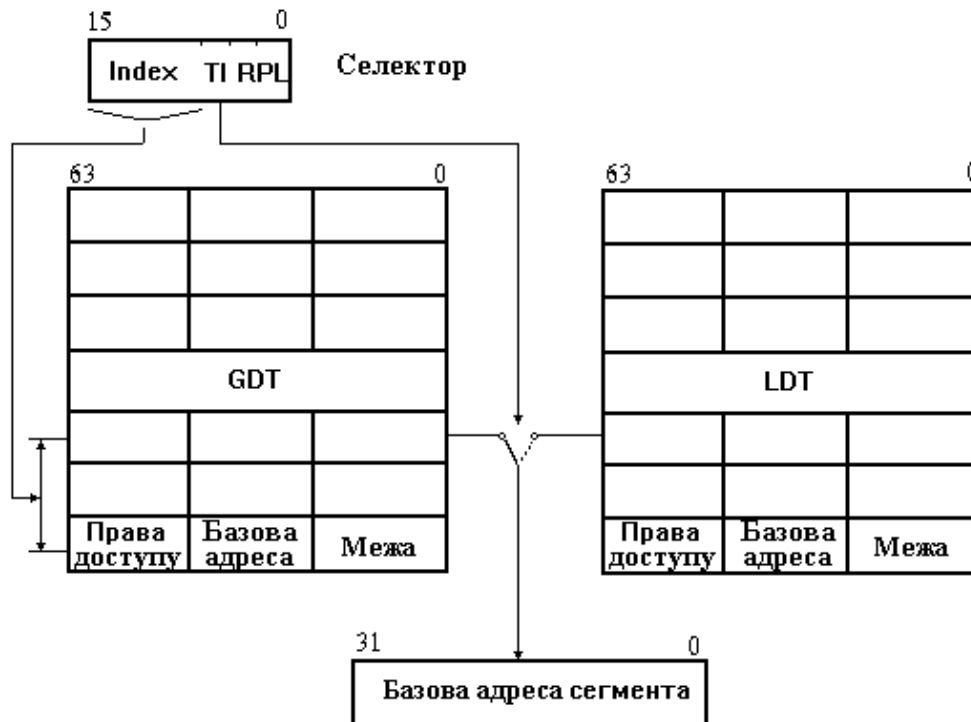 15 0
Index TI RPL
Селектор
63 0
63 0
GDT
LDT
Права доступу
Базова адреса
Межа
Права доступу
Базова адреса
Межа
31 0
Базова адреса сегмента